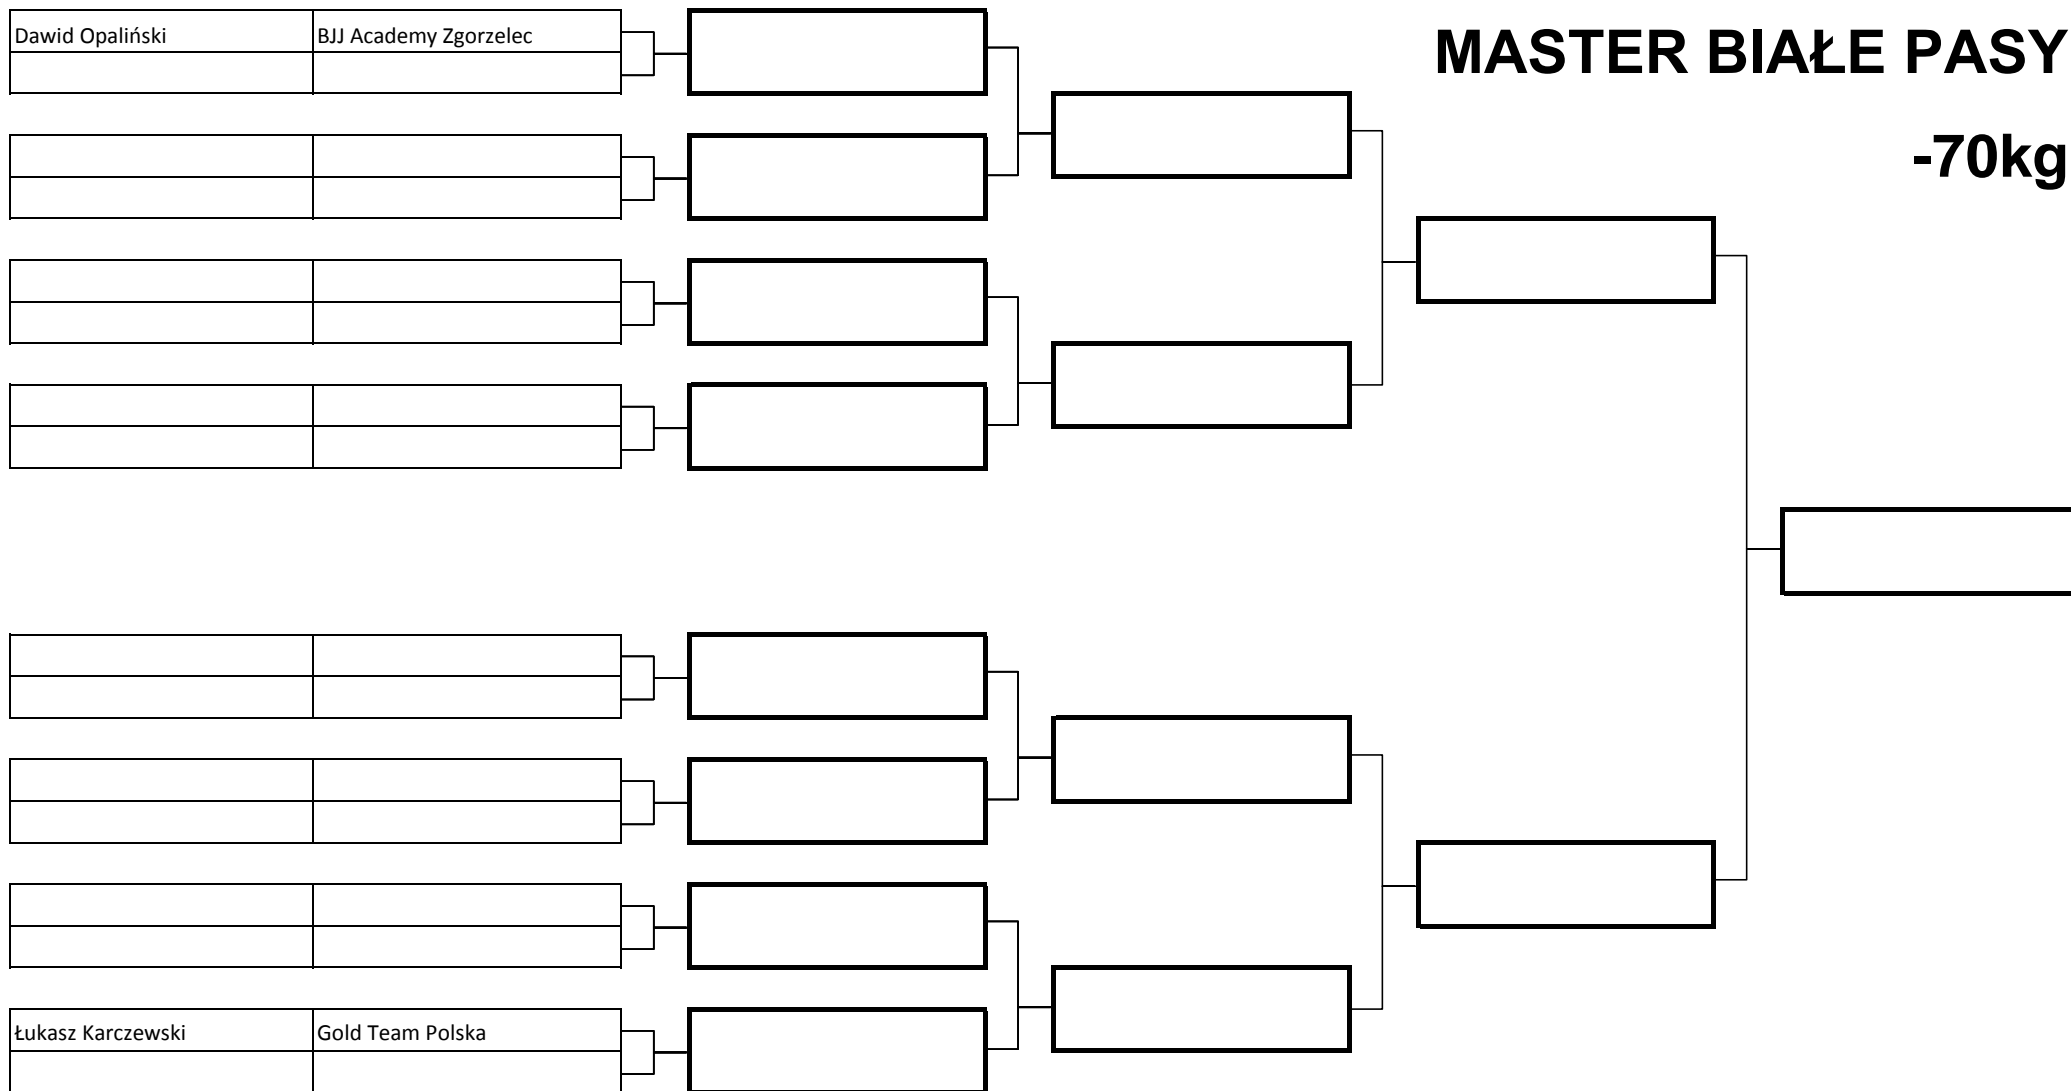 Dawid Opaliński BJJ Academy Zgorzelec
MASTER BIAŁE PASY
-70kg
Łukasz Karczewski Gold Team Polska